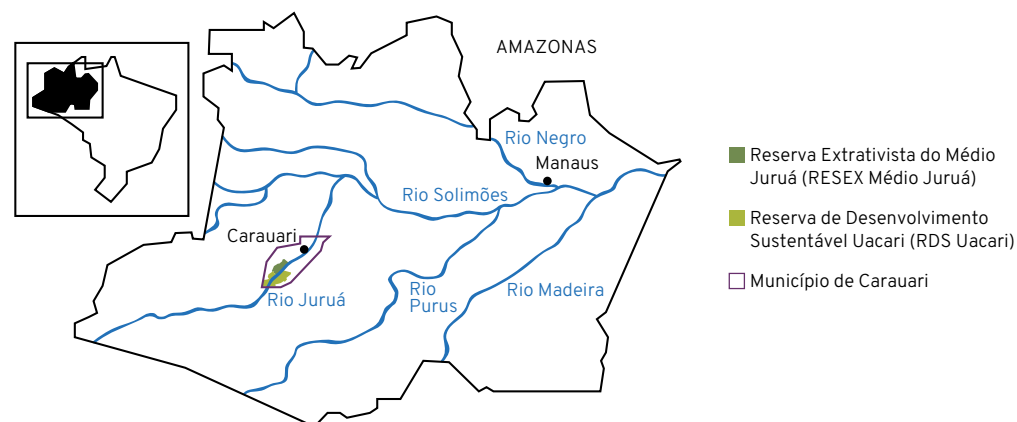 AMAZONAS
Rio Negro
Manaus
Rio Solimões
Carauari
Rio Juruá
Rio
Purus
Rio Madeira
Reserva Extrativista do Médio
Juruá (RESEX Médio Juruá)
Reserva de Desenvolvimento
Sustentável Uacari (RDS Uacari)
Município de Carauari